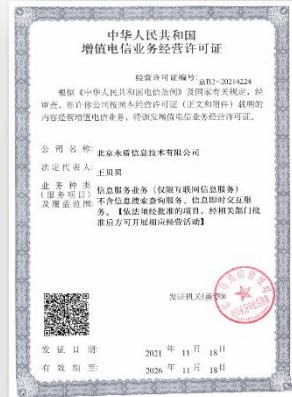 中华人民共和国
增值电信业务经营许可证
经营许可证编号：京B2-20214224
根据《中华人民共和国电信条例》及国家有关规定，经
审查，准许你公司按照本经营许可证（正文和附件）载明的
内容经营增值电信业务，特颁发增值电信业务经营许可证。
公司名称：北京永盾信息技术有限公司
法定代表人：王贝贝
业务种类（服务项目）及覆盖范围：信息服务业务（仅限互联网信息服务）
不含信息搜索查询服务、信息即时交互服
务。【依法须经批准的项目，经相关部门批
准后方可开展相应经营活动】
发证机关(盖章)
发证日期：2021 年 11 月 18日
有效期至：2026 年 11 月 18日